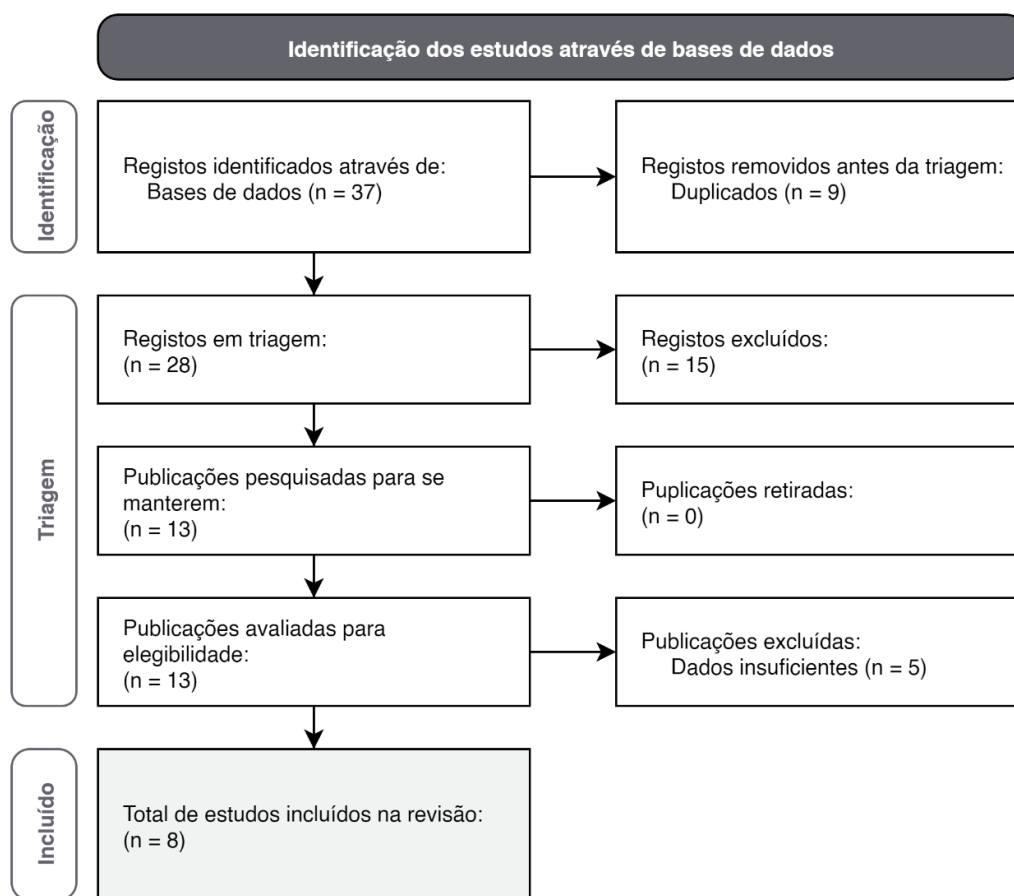 Identificação dos estudos através de bases de dados
Identificação
Registos identificados através de:
Bases de dados (n = 37)
Registos removidos antes da triagem:
Duplicados (n = 9)
Triagem
Registos em triagem:
(n = 28)
Registos excluídos:
(n = 15)
Publicações pesquisadas para se
manterem:
(n = 13)
Puplicações retiradas:
(n = 0)
Publicações avaliadas para
elegibilidade:
(n = 13)
Publicações excluídas:
Dados insuficientes (n = 5)
Incluído
Total de estudos incluídos na revisão:
(n = 8)